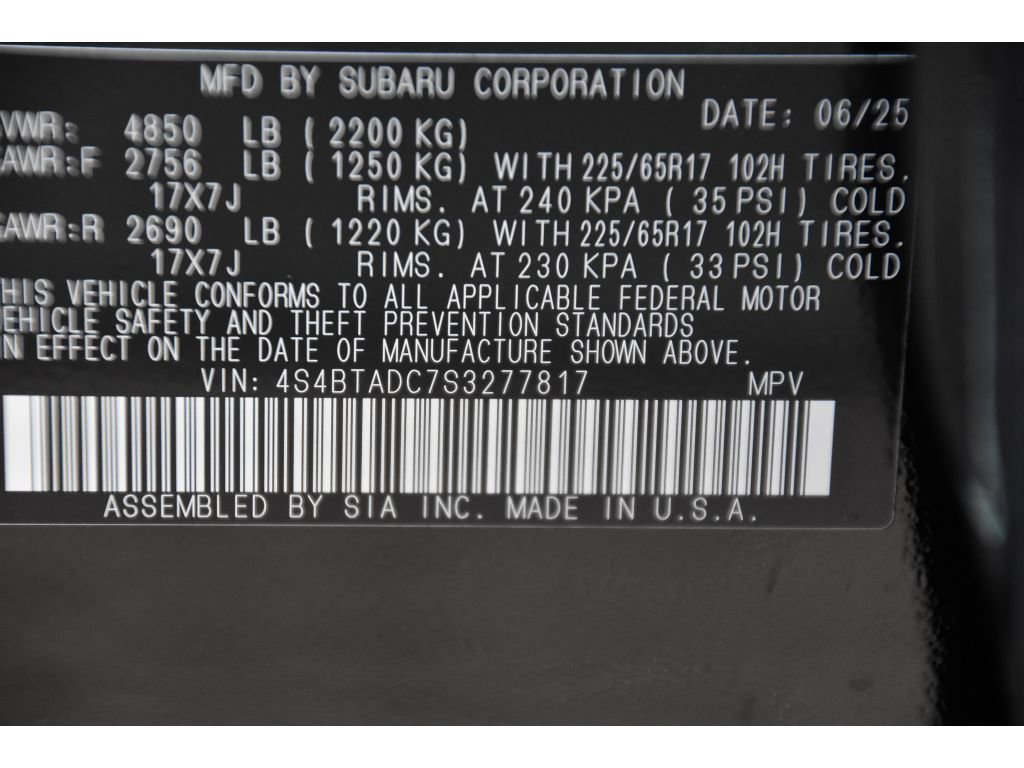 MFD BY SUBARU CORPORATION
DATE: 06/25
VWR: 4850 LB (2200 KG)
AWR:F 2756 LB (1250 KG) WITH 225/65R17 102H TIRES.
17X7J RIMS. AT 240 KPA ( 35 PSI) COLD
GAWR:R 2690 LB ( 1220 KG) WITH 225/65R17 102H TIRES.
17X7J RIMS. AT 230 KPA ( 33 PSI) COLD
HIS VEHICLE CONFORMS TO ALL APPLICABLE FEDERAL MOTOR
EHICLE SAFETY AND THEFT PREVENTION STANDARDS
IN EFFECT ON THE DATE OF MANUFACTURE SHOWN ABOVE.
VIN: 4S4BTADC7S3277817 MPV
ASSEMBLED BY SIA INC. MADE IN U.S.A.